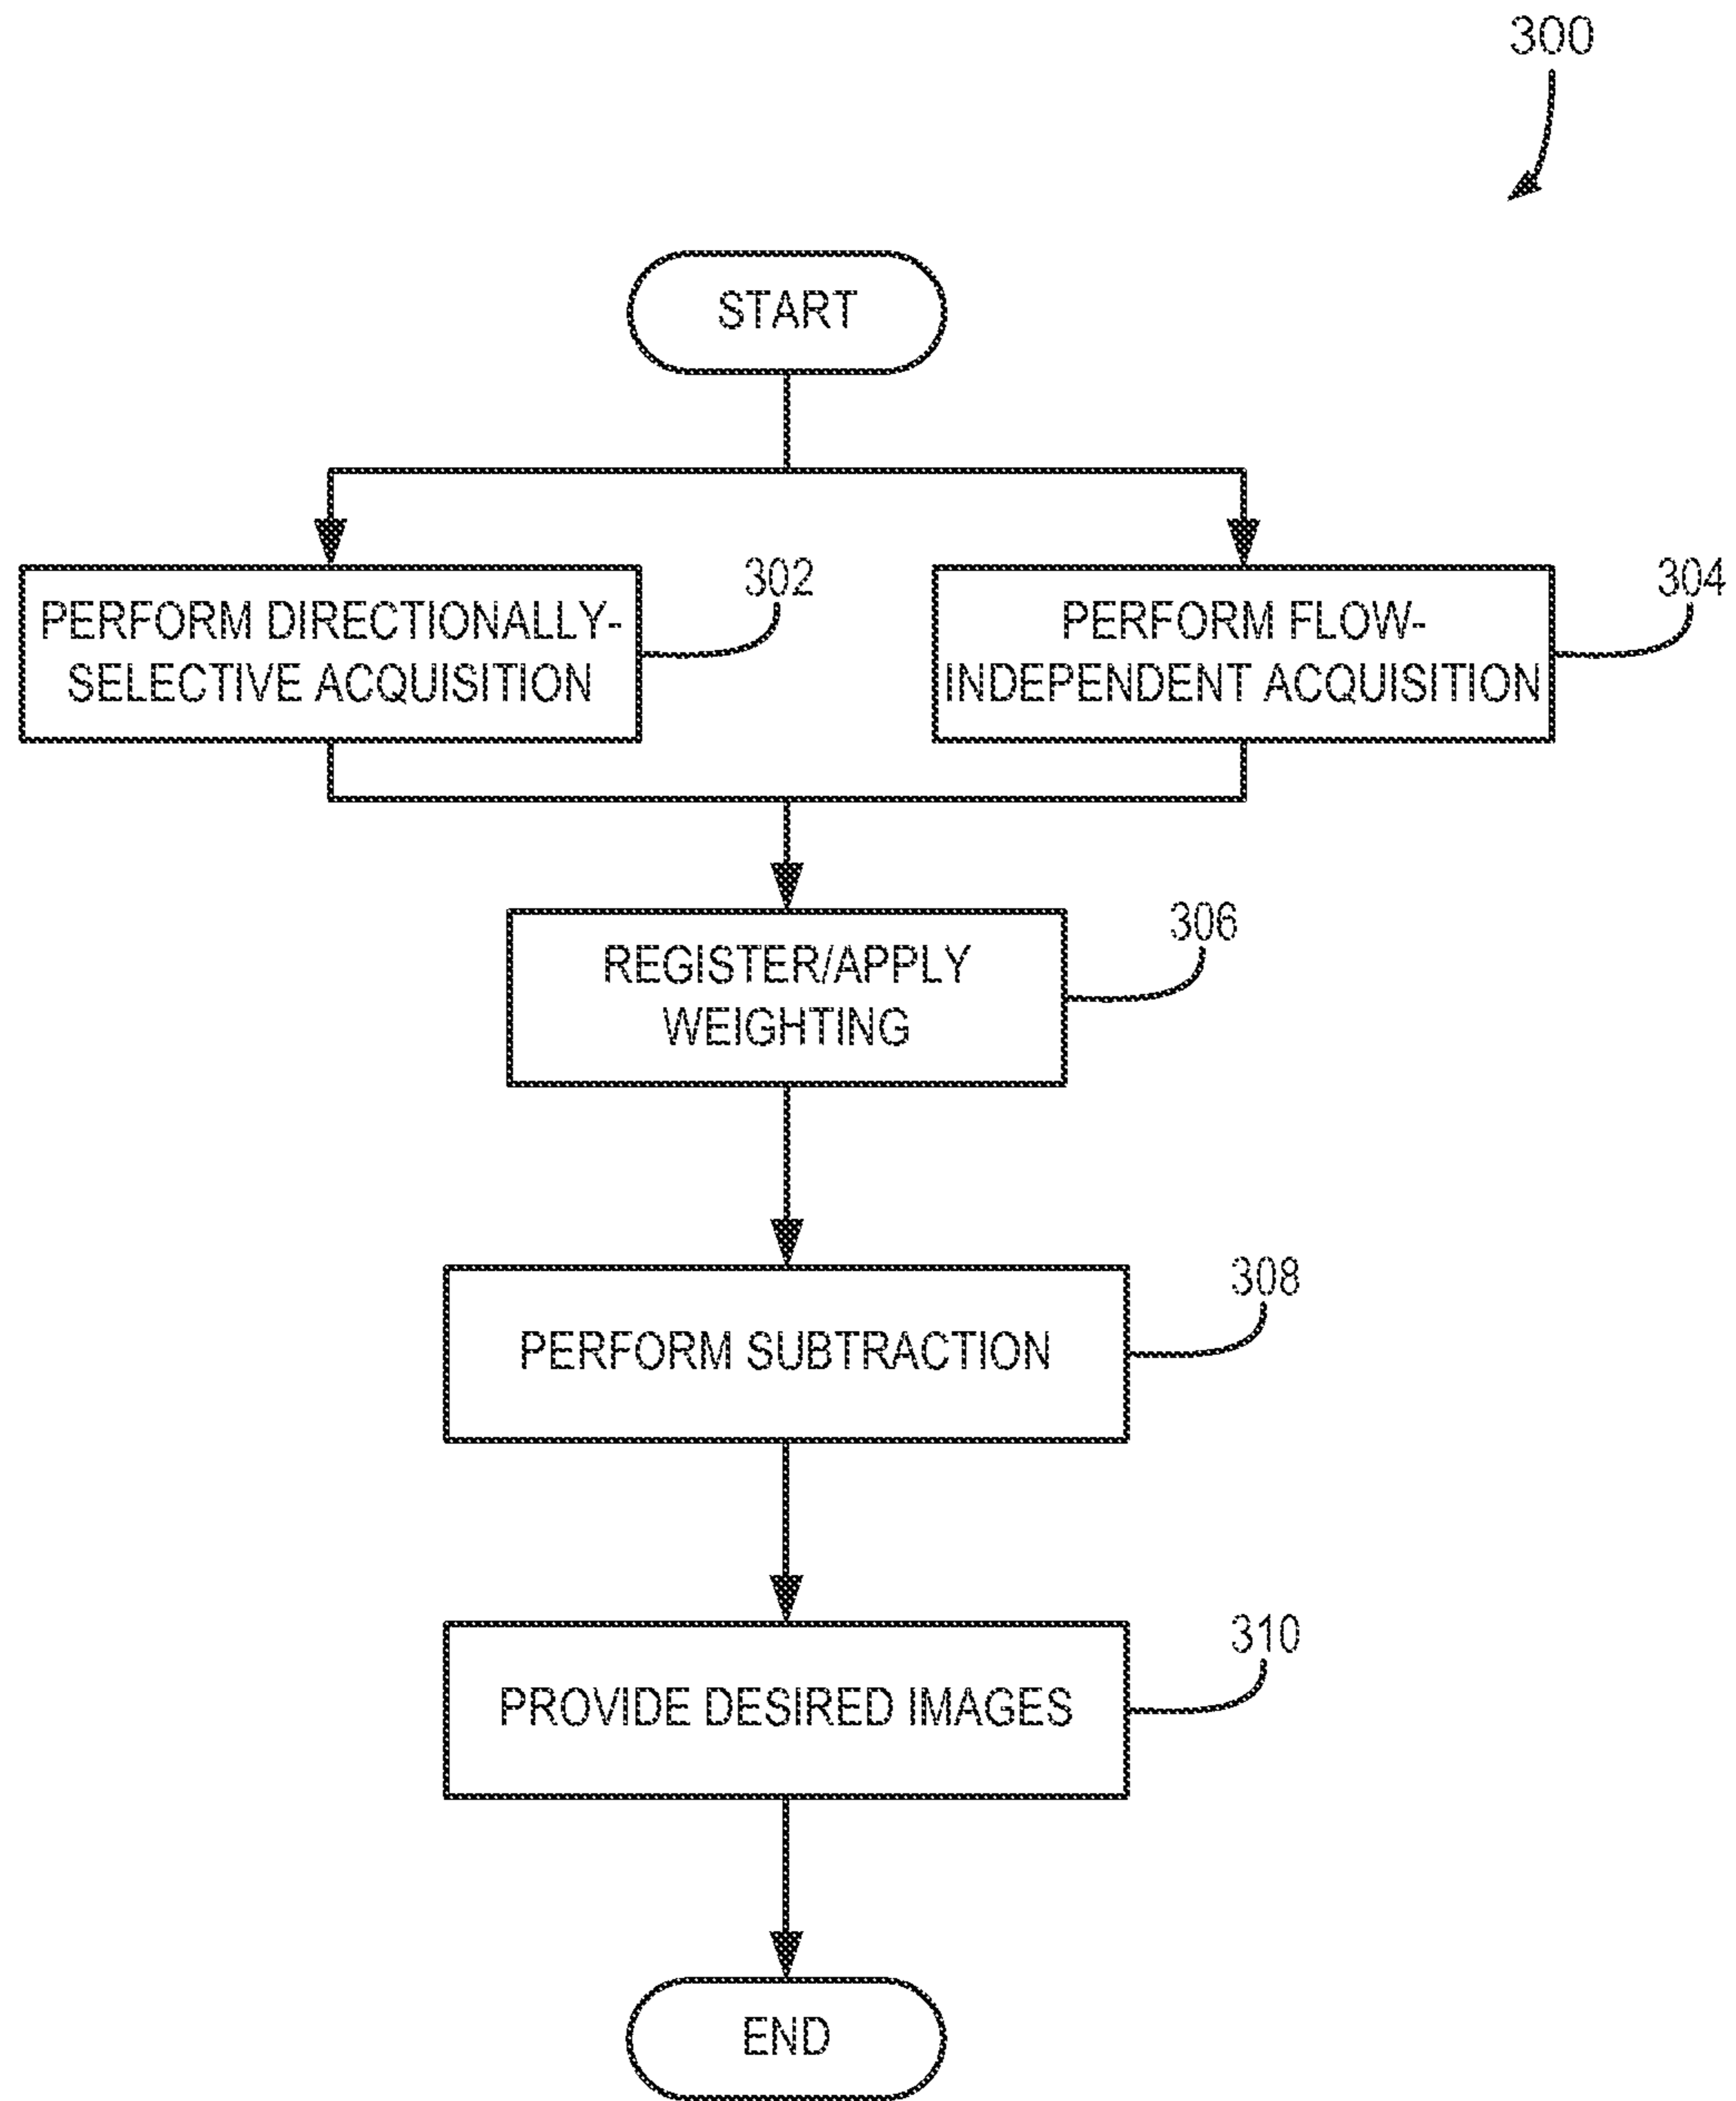 300
START
302
PERFORM DIRECTIONALLY-
SELECTIVE ACQUISITION
304
PERFORM FLOW-
INDEPENDENT ACQUISITION
306
REGISTER/APPLY
WEIGHTING
308
PERFORM SUBTRACTION
310
PROVIDE DESIRED IMAGES
END